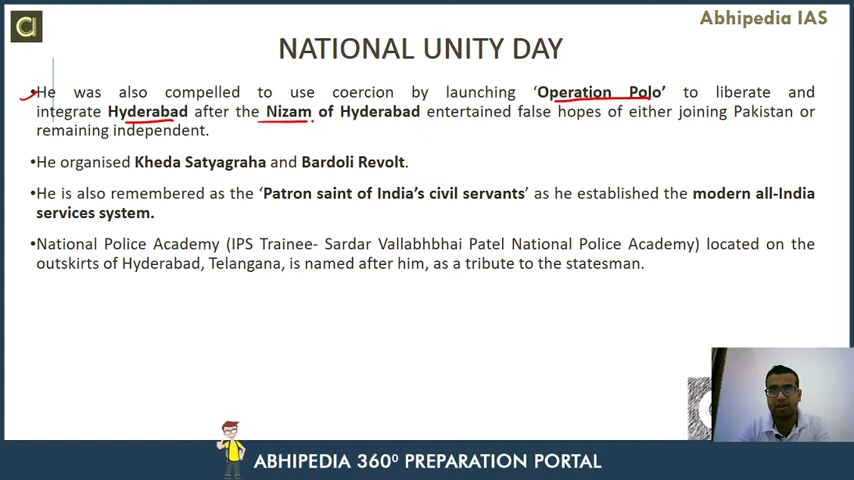 Abhipedia IAS
NATIONAL UNITY DAY
•He was also compelled to use coercion by launching ‘Operation Polo’ to liberate and
integrate Hyderabad after the Nizam of Hyderabad entertained false hopes of either joining Pakistan or
remaining independent.
•He organised Kheda Satyagraha and Bardoli Revolt.
•He is also remembered as the ‘Patron saint of India’s civil servants’ as he established the modern all-India
services system.
•National Police Academy (IPS Trainee- Sardar Vallabhbhai Patel National Police Academy) located on the
outskirts of Hyderabad, Telangana, is named after him, as a tribute to the statesman.
ABHIPEDIA 360⁰ PREPARATION PORTAL